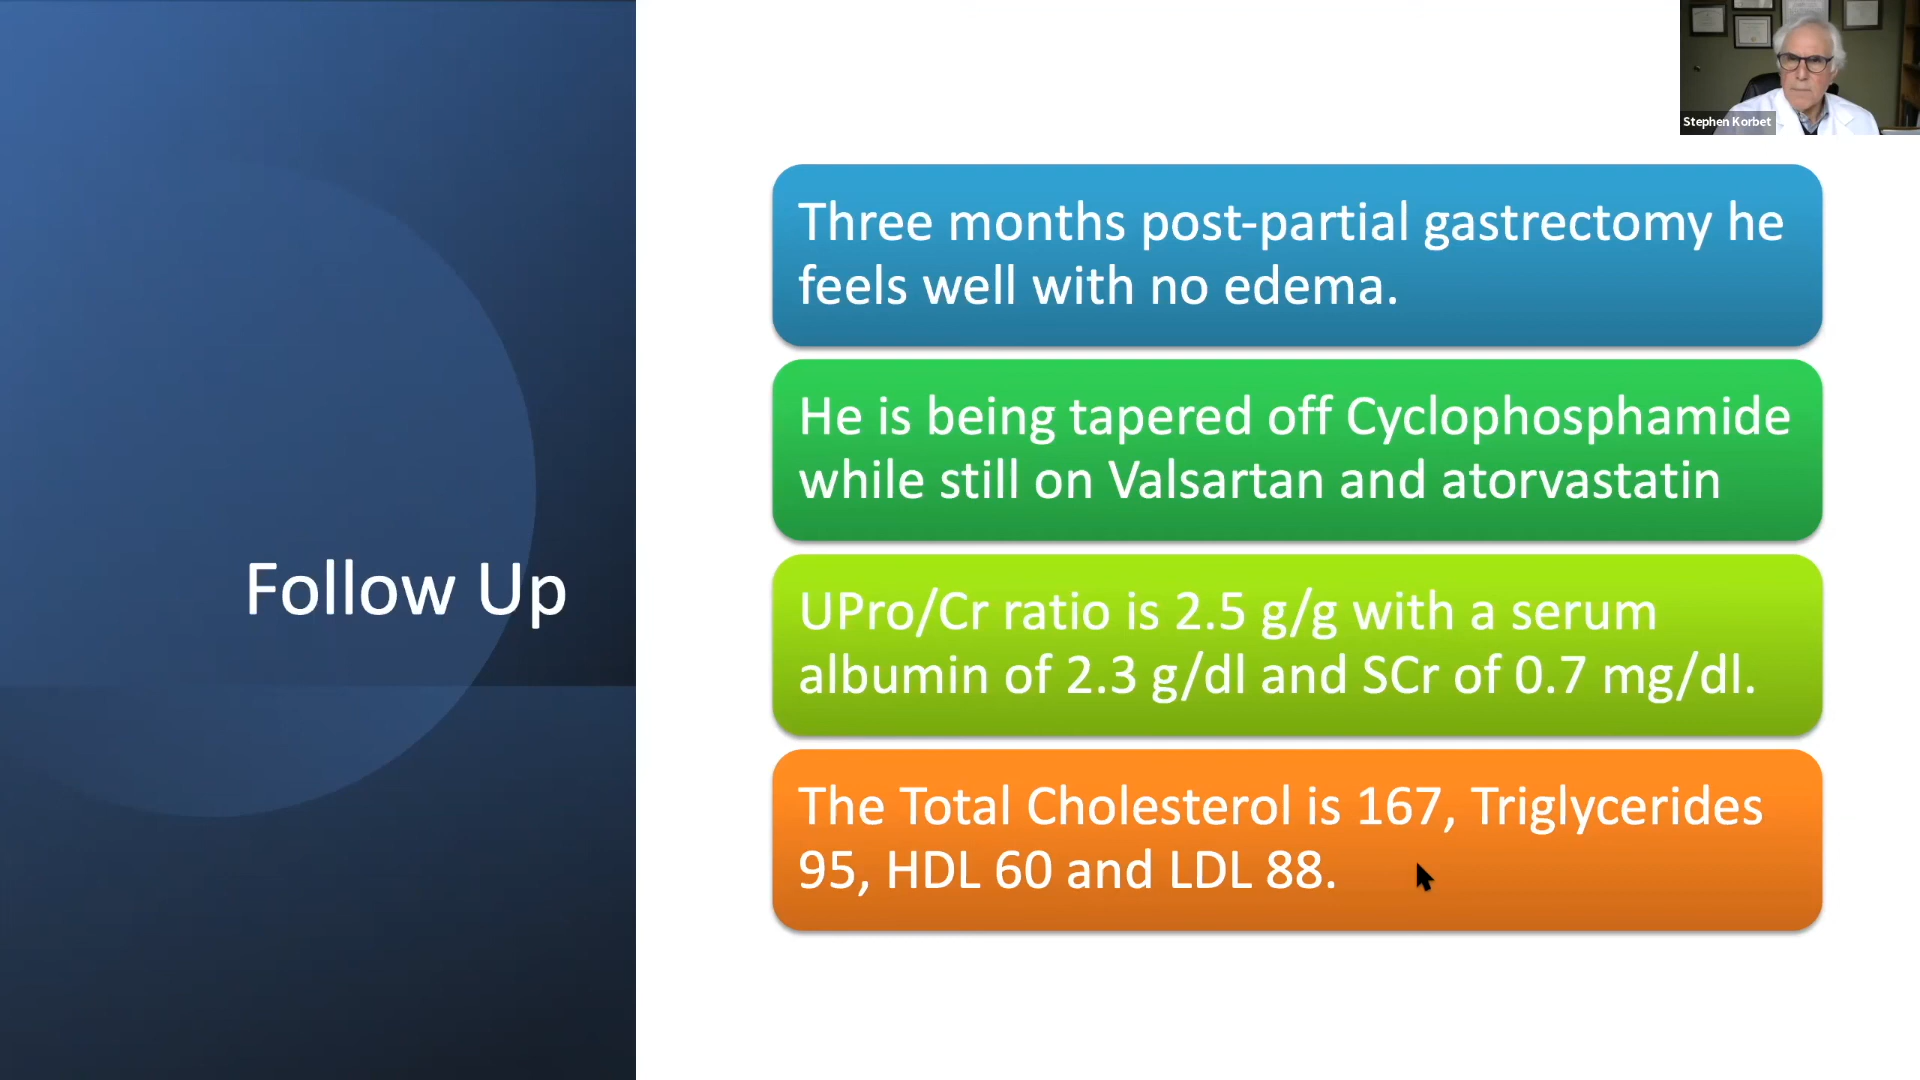 Stephen Korbet
Three months post-partial gastrectomy he
feels well with no edema.
He is being tapered off Cyclophosphamide
while still on Valsartan and atorvastatin
Follow Up
UPro/Cr ratio is 2.5 g/g with a serum
albumin of 2.3 g/dl and SCr of 0.7 mg/dl.
The Total Cholesterol is 167, Triglycerides
95, HDL 60 and LDL 88.